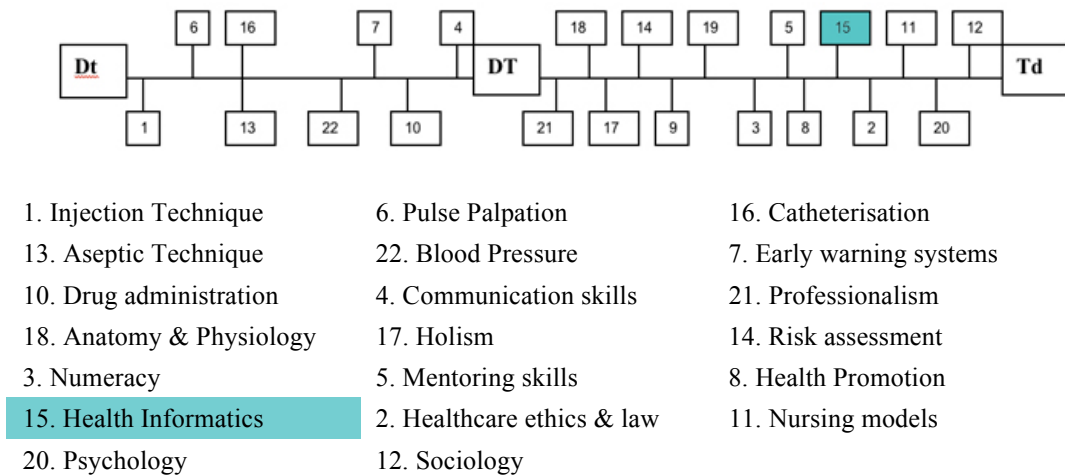 6 16 7 4 18 14 19 5 15 11 12
Dt DT Td
1 13 22 10 21 17 9 3 8 2 20
1. Injection Technique 6. Pulse Palpation 16. Catheterisation
13. Aseptic Technique 22. Blood Pressure 7. Early warning systems
10. Drug administration 4. Communication skills 21. Professionalism
18. Anatomy & Physiology 17. Holism 14. Risk assessment
3. Numeracy 5. Mentoring skills 8. Health Promotion
15. Health Informatics 2. Healthcare ethics & law 11. Nursing models
20. Psychology 12. Sociology